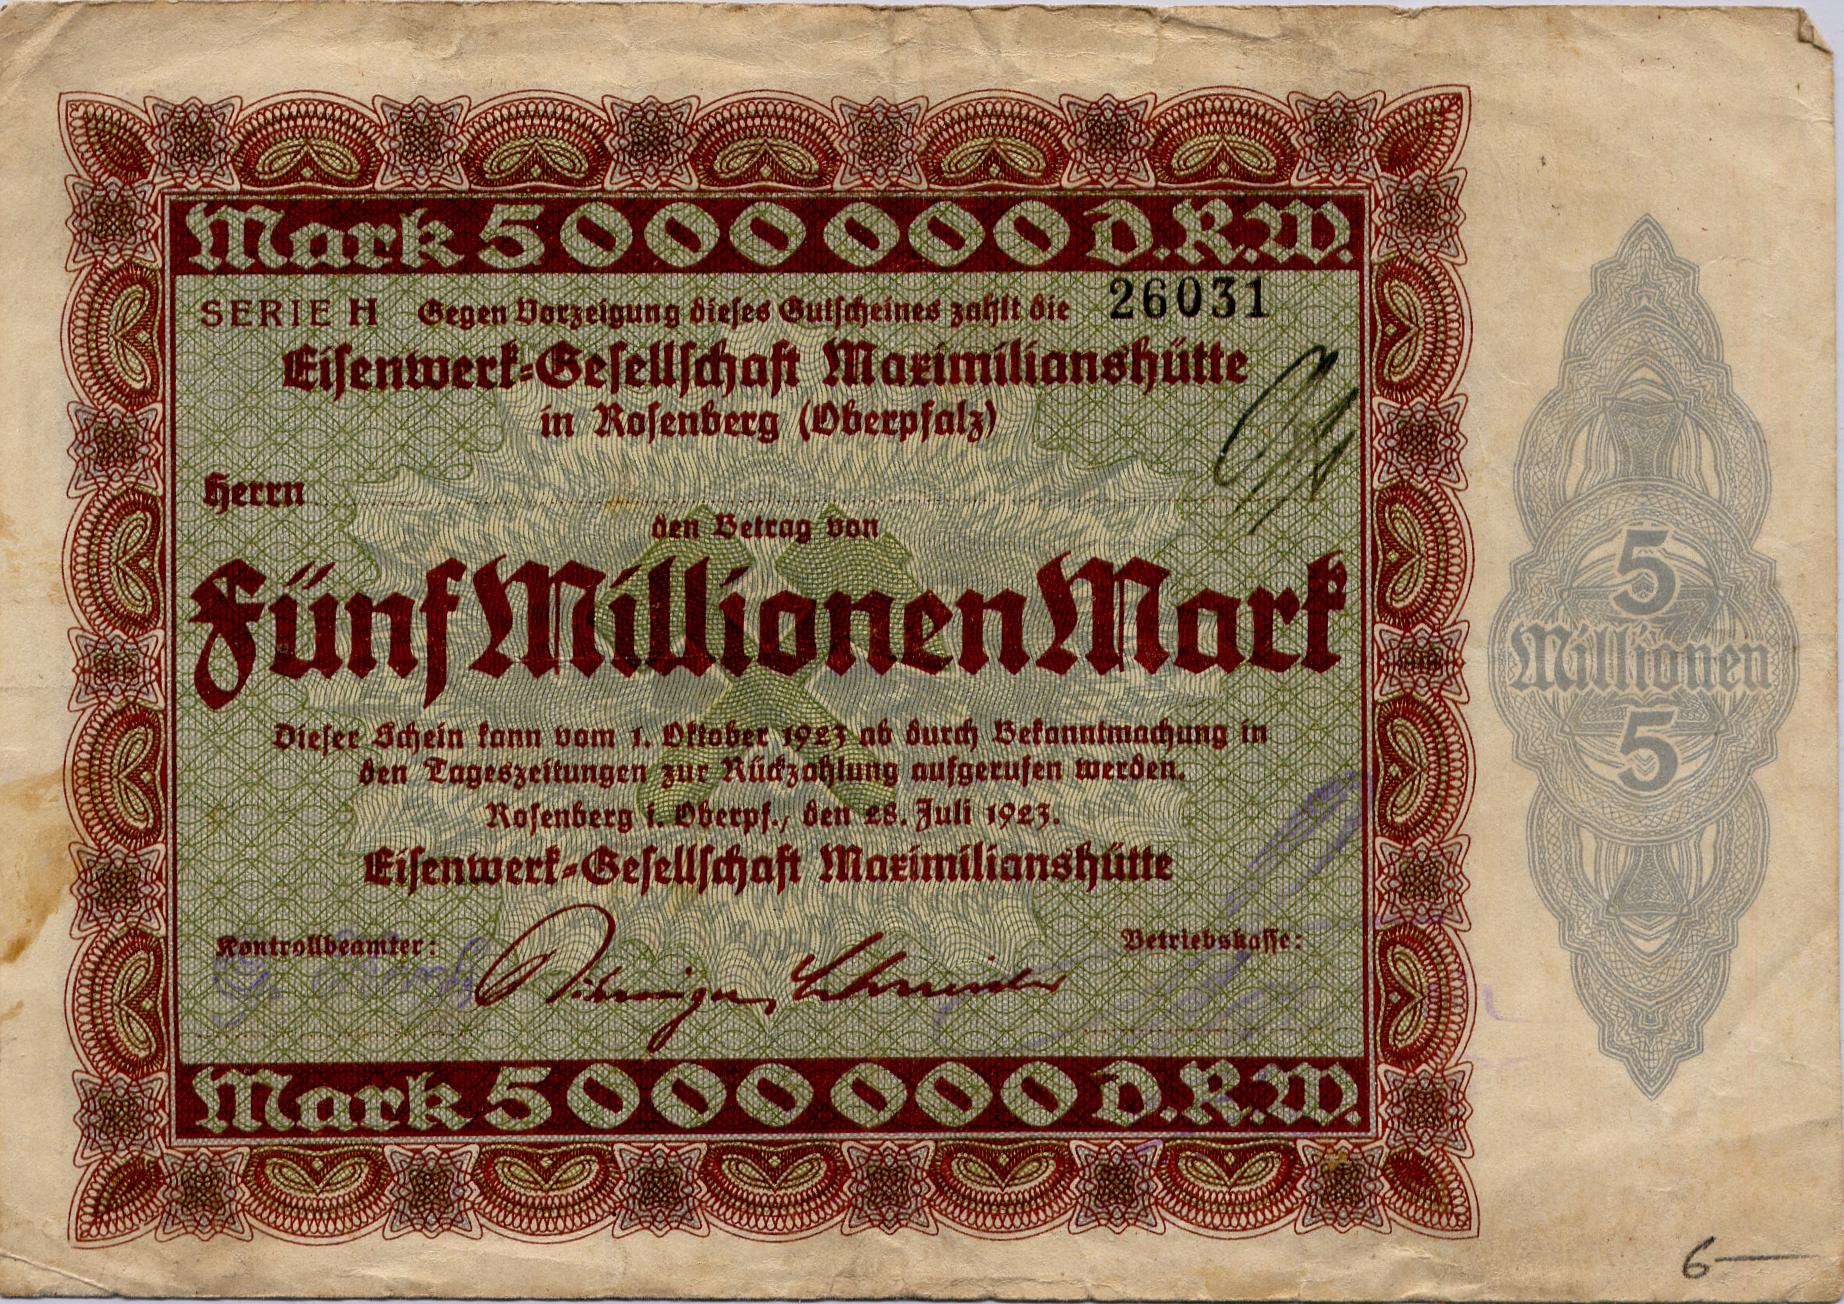 Mark 5000000 D.R.W.
SERIE H Gegen Vorzeigung dieses Gutscheines zahlt die 26031
Eisenwerk=Gesellschaft Maximilianshütte
in Rosenberg (Oberpfalz)
Herrn
den Betrag von
Fünf Millionen Mark
Dieser Schein kann vom 1. Oktober 1923 ab durch Bekanntmachung in
den Tageszeitungen zur Rückzahlung aufgerufen werden.
Rosenberg i. Oberpf., den 28. Juli 1923.
Eisenwerk=Gesellschaft Maximilianshütte
Kontrollbeamter: Betriebskasse:
Mark 5000000 D.R.W.
5
Millionen
5
6—